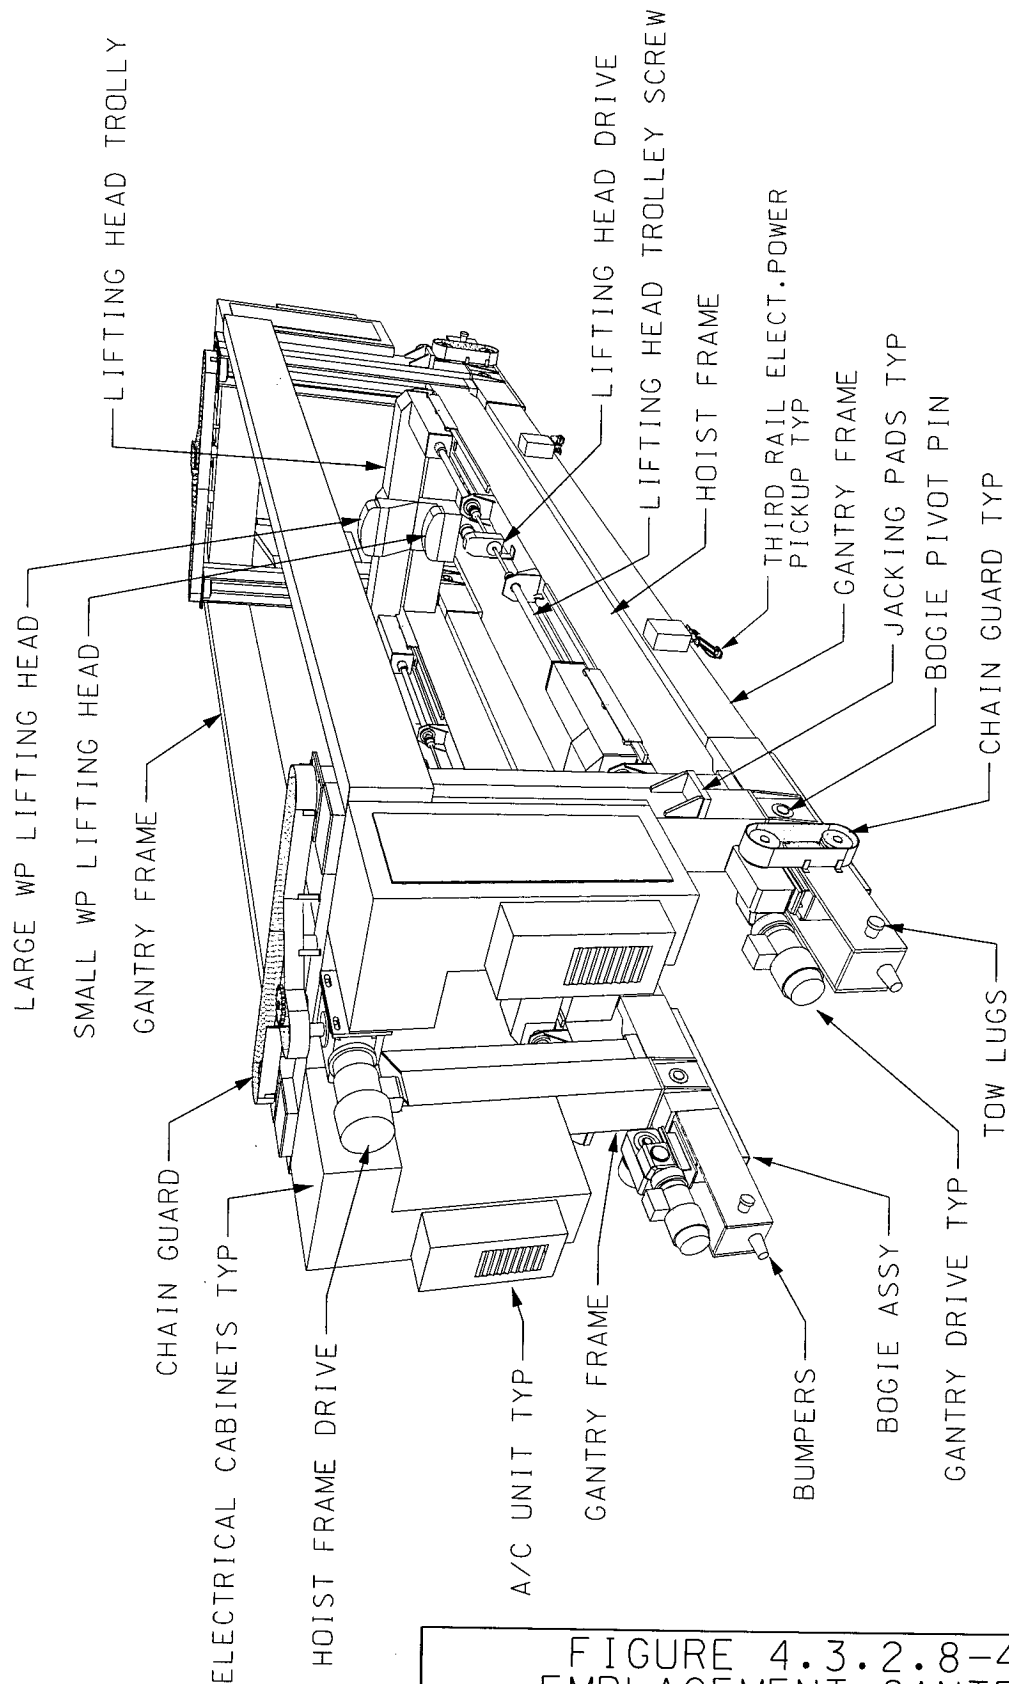 LIFTING HEAD TROLLY
LARGE WP LIFTING HEAD
SMALL WP LIFTING HEAD
GANTRY FRAME
LIFTING HEAD DRIVE
LIFTING HEAD TROLLEY SCREW
HOIST FRAME
THIRD RAIL ELECT.POWER
PICKUP TYP
GANTRY FRAME
JACKING PADS TYP
BOGIE PIVOT PIN
CHAIN GUARD TYP
CHAIN GUARD
ELECTRICAL CABINETS TYP
HOIST FRAME DRIVE
A/C UNIT TYP
GANTRY FRAME
BUMPERS
BOGIE ASSY
GANTRY DRIVE TYP
TOW LUGS
FIGURE 4.3.2.8-4
EMPLACEMENT